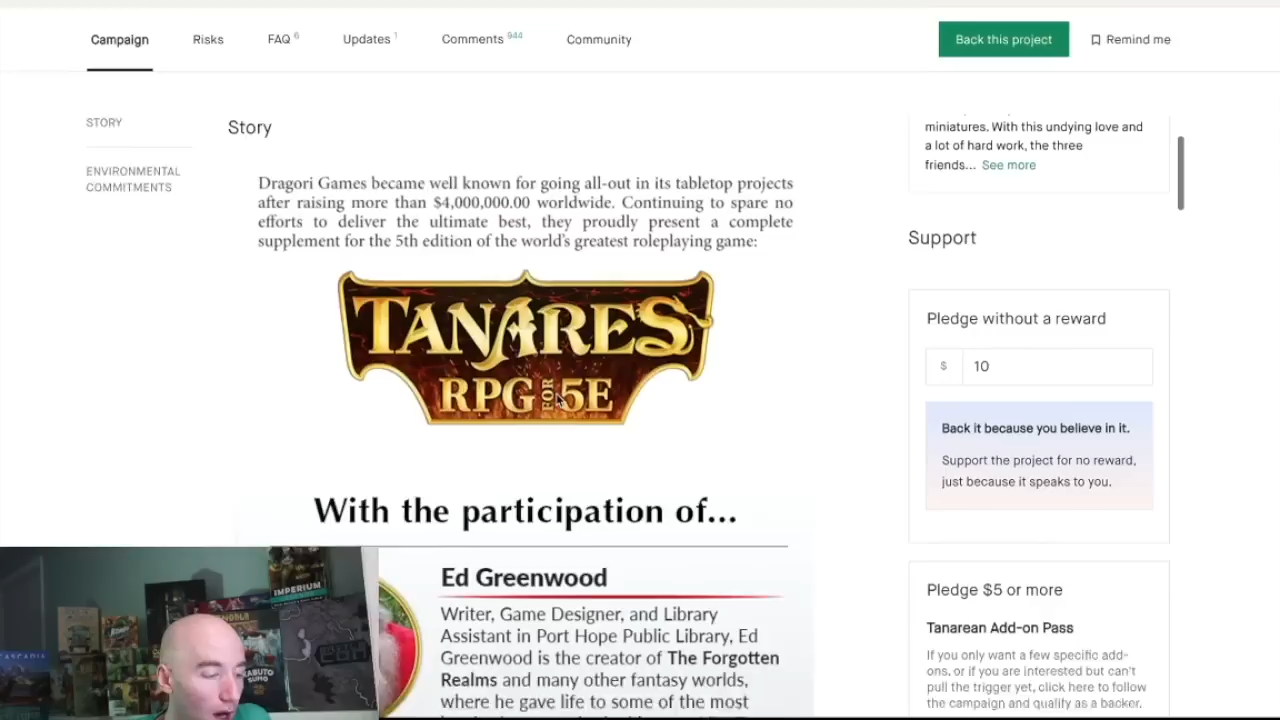 Campaign
Risks
FAQ 6
Updates 1
Comments 944
Community
Back this project
Remind me
STORY
ENVIRONMENTAL
COMMITMENTS
Story
Dragori Games became well known for going all-out in its tabletop projects
after raising more than $4,000,000.00 worldwide. Continuing to spare no
efforts to deliver the ultimate best, they proudly present a complete
supplement for the 5th edition of the world's greatest roleplaying game:
TANARES
RPG FOR 5E
With the participation of...
Ed Greenwood
Writer, Game Designer, and Library
Assistant in Port Hope Public Library, Ed
Greenwood is the creator of The Forgotten
Realms and many other fantasy worlds,
where he gave life to some of the most
miniatures. With this undying love and
a lot of hard work, the three
friends... See more
Support
Pledge without a reward
$ 10
Back it because you believe in it.
Support the project for no reward,
just because it speaks to you.
Pledge $5 or more
Tanarean Add-on Pass
If you only want a few specific add-
ons, or if you are interested but can't
pull the trigger yet, click here to follow
the campaign and qualify as a backer.
IMPERIUM
CASCADIA
KABUTO
SUMO